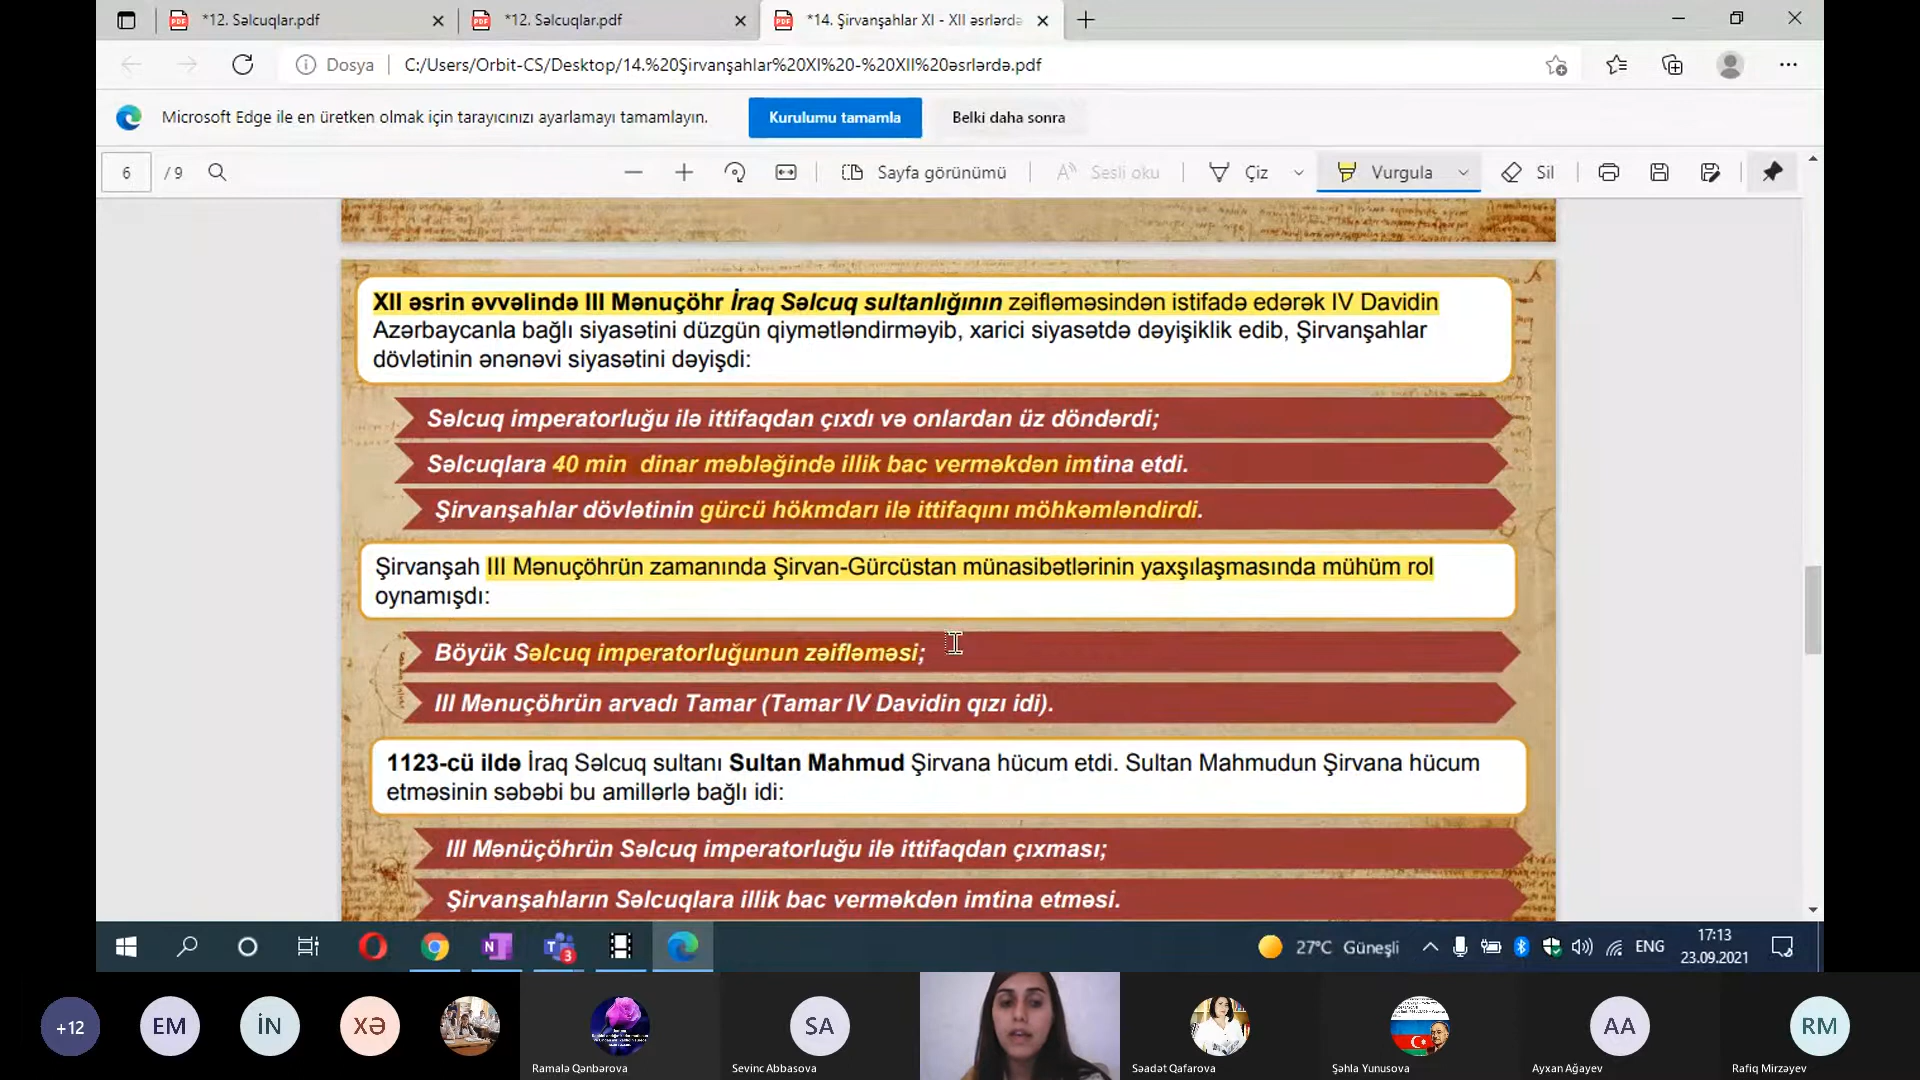 *12. Səlcuqlar.pdf
*12. Səlcuqlar.pdf
*14. Şirvanşahlar XI - XII əsrlərdə
Dosya
C:/Users/Orbit-CS/Desktop/14.%20Şirvanşahlar%20XI%20-%20XII%20əsrlərdə.pdf
Microsoft Edge ile en üretken olmak için tarayıcınızı ayarlamayı tamamlayın.
Kurulumu tamamla
Belki daha sonra
6 / 9
Sayfa görünümü
Sesli oku
Çiz
Vurgula
Sil
XII əsrin əvvəlində III Mənuçöhr İraq Səlcuq sultanlığının zəifləməsindən istifadə edərək IV Davidin
Azərbaycanla bağlı siyasətini düzgün qiymətləndirməyib, xarici siyasətdə dəyişiklik edib, Şirvanşahlar
dövlətinin ənənəvi siyasətini dəyişdi:
Səlcuq imperatorluğu ilə ittifaqdan çıxdı və onlardan üz döndərdi;
Səlcuqlara 40 min dinar məbləğində illik bac verməkdən imtina etdi.
Şirvanşahlar dövlətinin gürcü hökmdarı ilə ittifaqını möhkəmləndirdi.
Şirvanşah III Mənuçöhrün zamanında Şirvan-Gürcüstan münasibətlərinin yaxşılaşmasında mühüm rol
oynamışdı:
Böyük Səlcuq imperatorluğunun zəifləməsi;
III Mənuçöhrün arvadı Tamar (Tamar IV Davidin qızı idi).
1123-cü ildə İraq Səlcuq sultanı Sultan Mahmud Şirvana hücum etdi. Sultan Mahmudun Şirvana hücum
etməsinin səbəbi bu amillərlə bağlı idi:
III Mənüçöhrün Səlcuq imperatorluğu ilə ittifaqdan çıxması;
Şirvanşahların Səlcuqlara illik bac verməkdən imtina etməsi.
3
27°C Güneşli
ENG
17:13
23.09.2021
+12
EM
İN
XƏ
SA
AA
RM
Ramalə Qənbərova
Sevinc Abbasova
Səadət Qafarova
Şəhla Yunusova
Ayxan Ağayev
Rafiq Mirzəyev